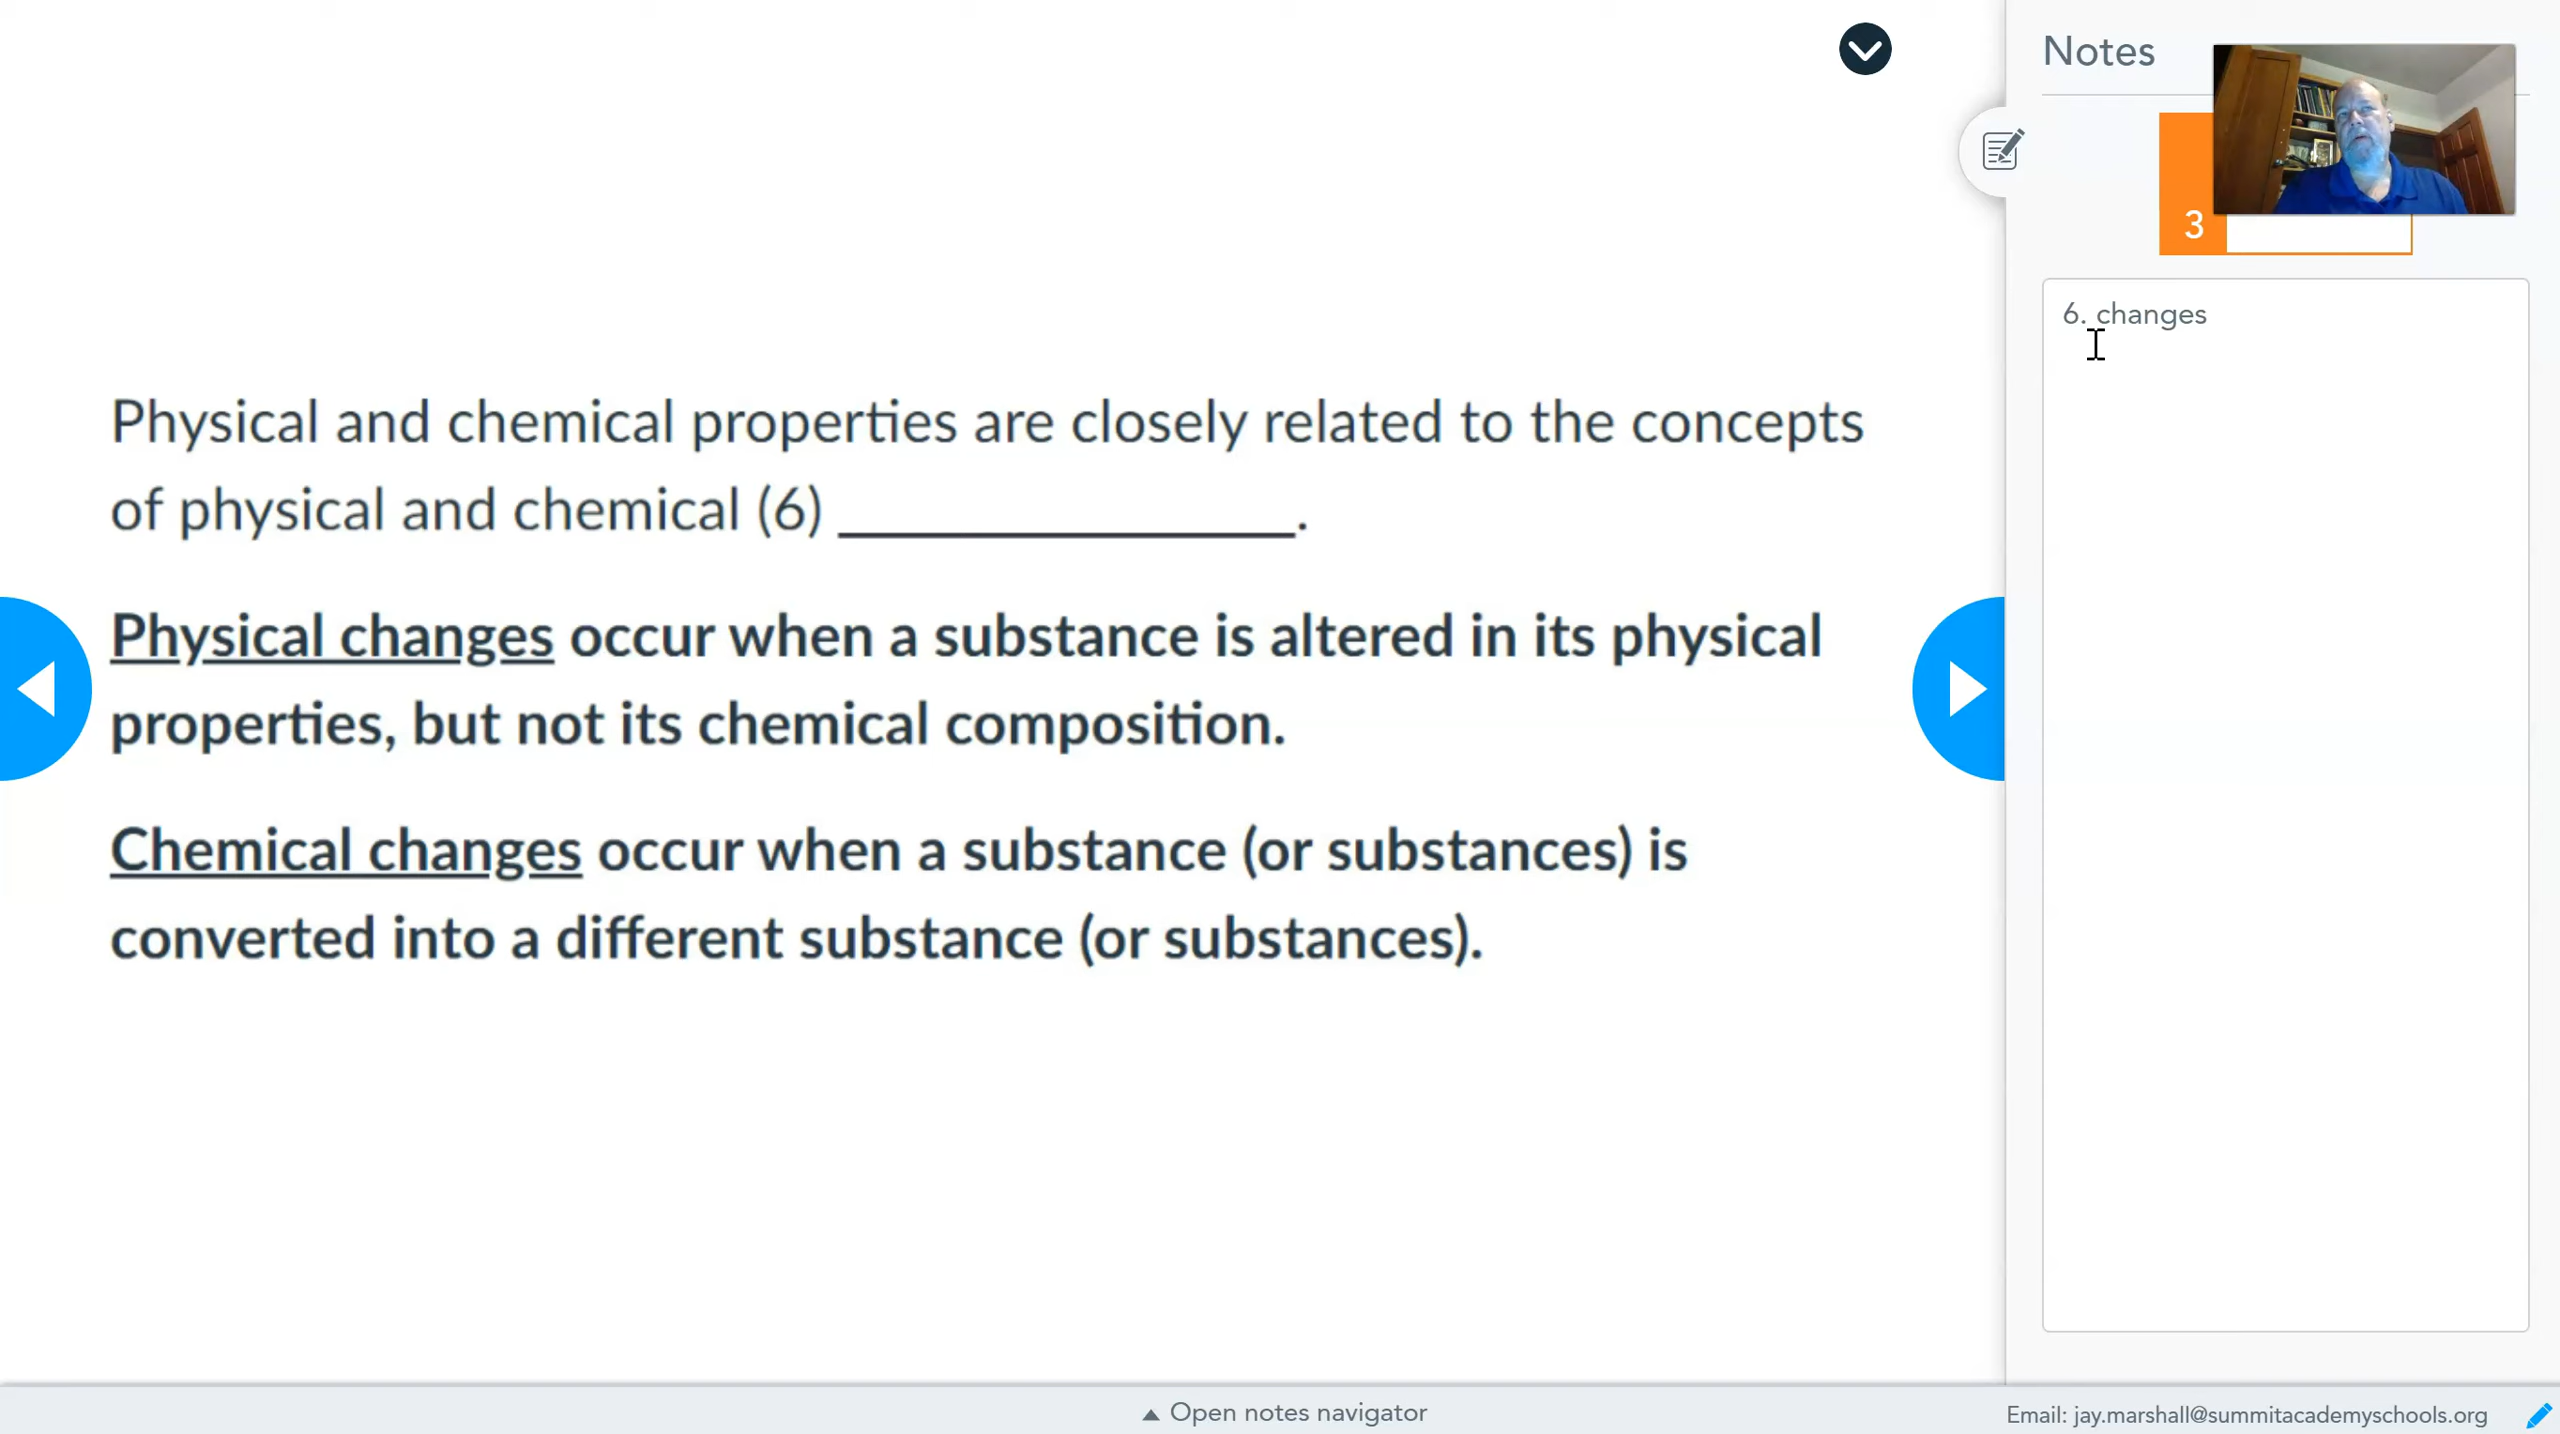 Physical and chemical properties are closely related to the concepts
of physical and chemical (6) ______________.
Physical changes occur when a substance is altered in its physical
properties, but not its chemical composition.
Chemical changes occur when a substance (or substances) is
converted into a different substance (or substances).
Notes
3
6. changes
Open notes navigator
Email: jay.marshall@summitacademyschools.org